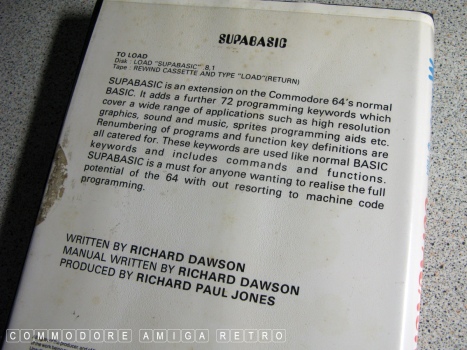 SUPABASIC
TO LOAD
Disk : LOAD "SUPABASIC" 8,1
Tape : REWIND CASSETTE AND TYPE "LOAD"(RETURN)
SUPABASIC is an extension on the Commodore 64's normal
BASIC. It adds a further 72 programming keywords which
cover a wide range of applications such as high resolution
graphics, sound and music, sprites programming aids etc.
Renumbering of programs and function key definitions are
all catered for. These keywords are used like normal BASIC
keywords and includes commands and functions.
SUPABASIC is a must for anyone wanting to realise the full
potential of the 64 with out resorting to machine code
programming.
WRITTEN BY RICHARD DAWSON
MANUAL WRITTEN BY RICHARD DAWSON
PRODUCED BY RICHARD PAUL JONES
COMMODORE AMIGA RETRO